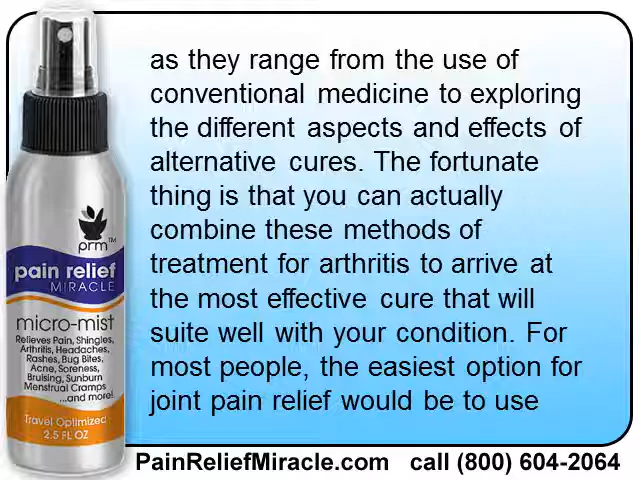 as they range from the use of
conventional medicine to exploring
the different aspects and effects of
alternative cures. The fortunate
thing is that you can actually
combine these methods of
treatment for arthritis to arrive at
the most effective cure that will
suite well with your condition. For
most people, the easiest option for
joint pain relief would be to use
prm™
pain relief
MIRACLE
micro-mist
Relieves Pain, Shingles,
Arthritis, Headaches,
Rashes, Bug Bites,
Acne, Soreness,
Bruising, Sunburn
Menstrual Cramps
...and more!
Travel Optimized
2.5 FL OZ
PainReliefMiracle.com call (800) 604-2064